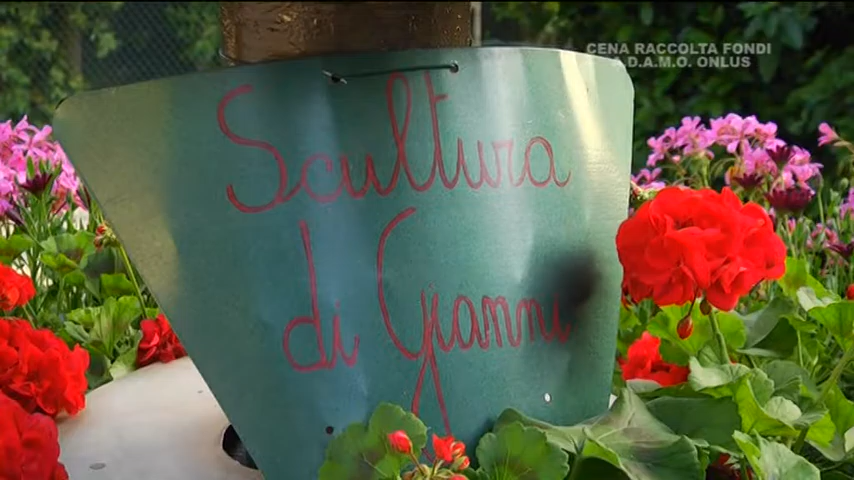 CENA RACCOLTA FONDI
A.D.A.M.O. ONLUS
Scultura
di Gianni